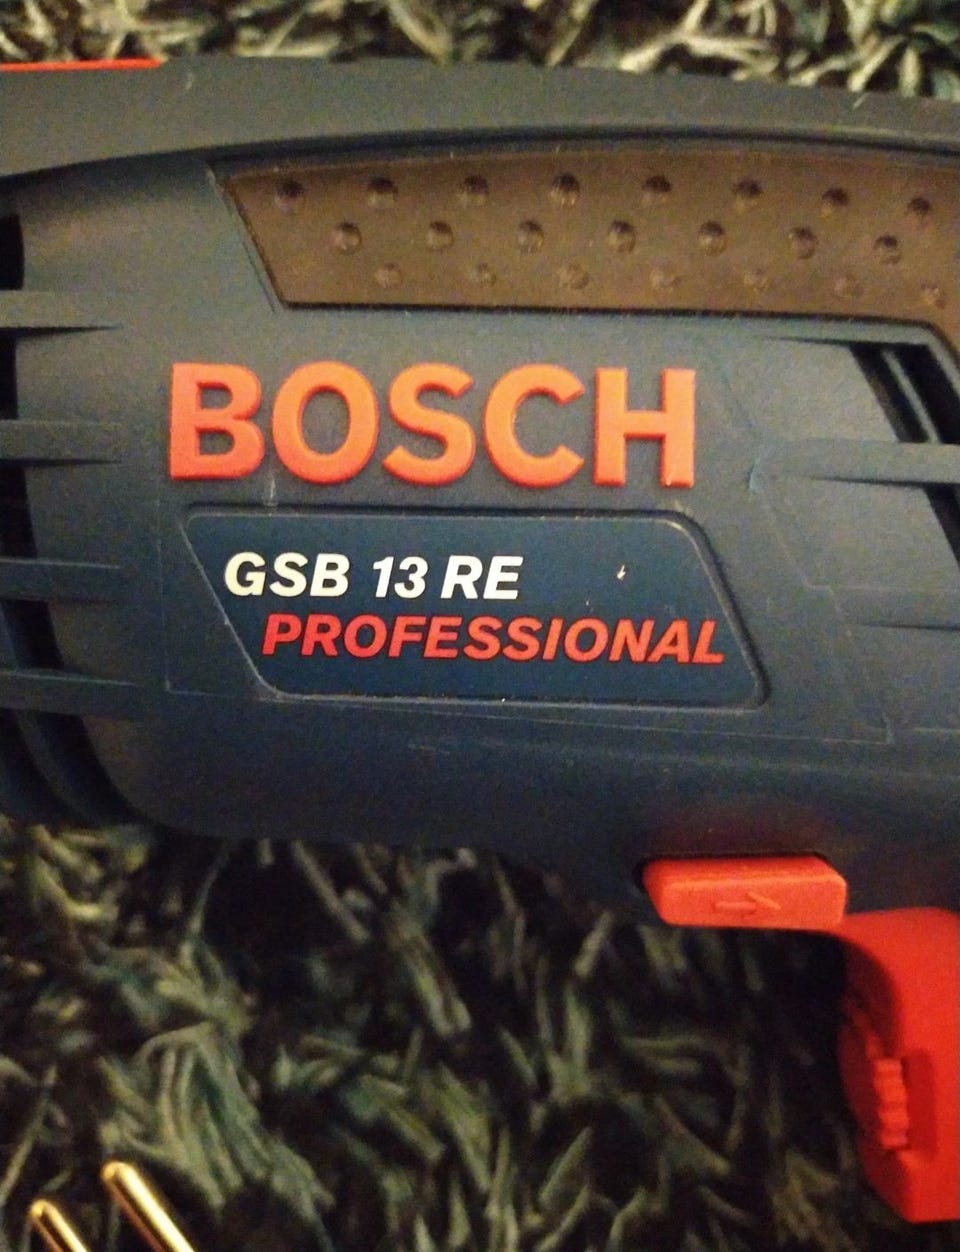 BOSCH
GSB 13 RE
PROFESSIONAL